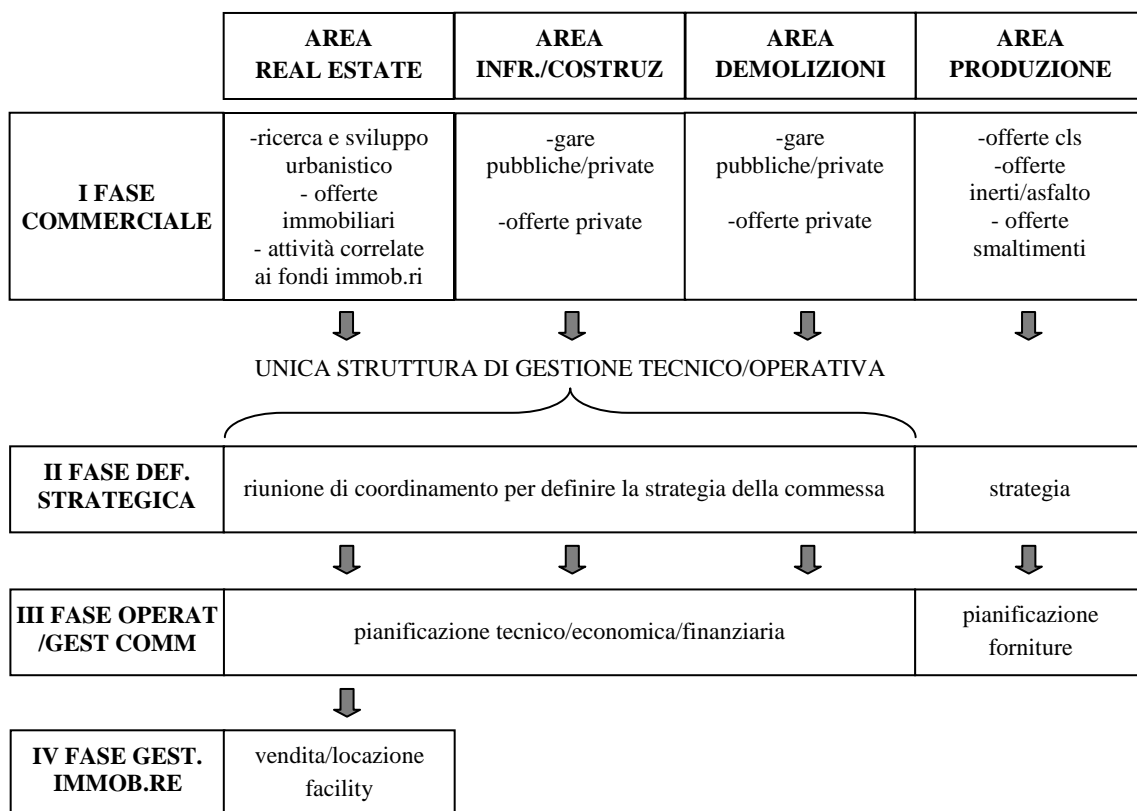 AREA
REAL ESTATE
AREA
INFR./COSTRUZ
AREA
DEMOLIZIONI
AREA
PRODUZIONE
I FASE
COMMERCIALE
-ricerca e sviluppo
urbanistico
- offerte
immobiliari
- attività correlate
ai fondi immob.ri
-gare
pubbliche/private
-offerte private
-gare
pubbliche/private
-offerte private
-offerte cls
-offerte
inerti/asfalto
- offerte
smaltimenti
UNICA STRUTTURA DI GESTIONE TECNICO/OPERATIVA
II FASE DEF.
STRATEGICA
riunione di coordinamento per definire la strategia della commessa
strategia
III FASE OPERAT
/GEST COMM
pianificazione tecnico/economica/finanziaria
pianificazione
forniture
IV FASE GEST.
IMMOB.RE
vendita/locazione
facility